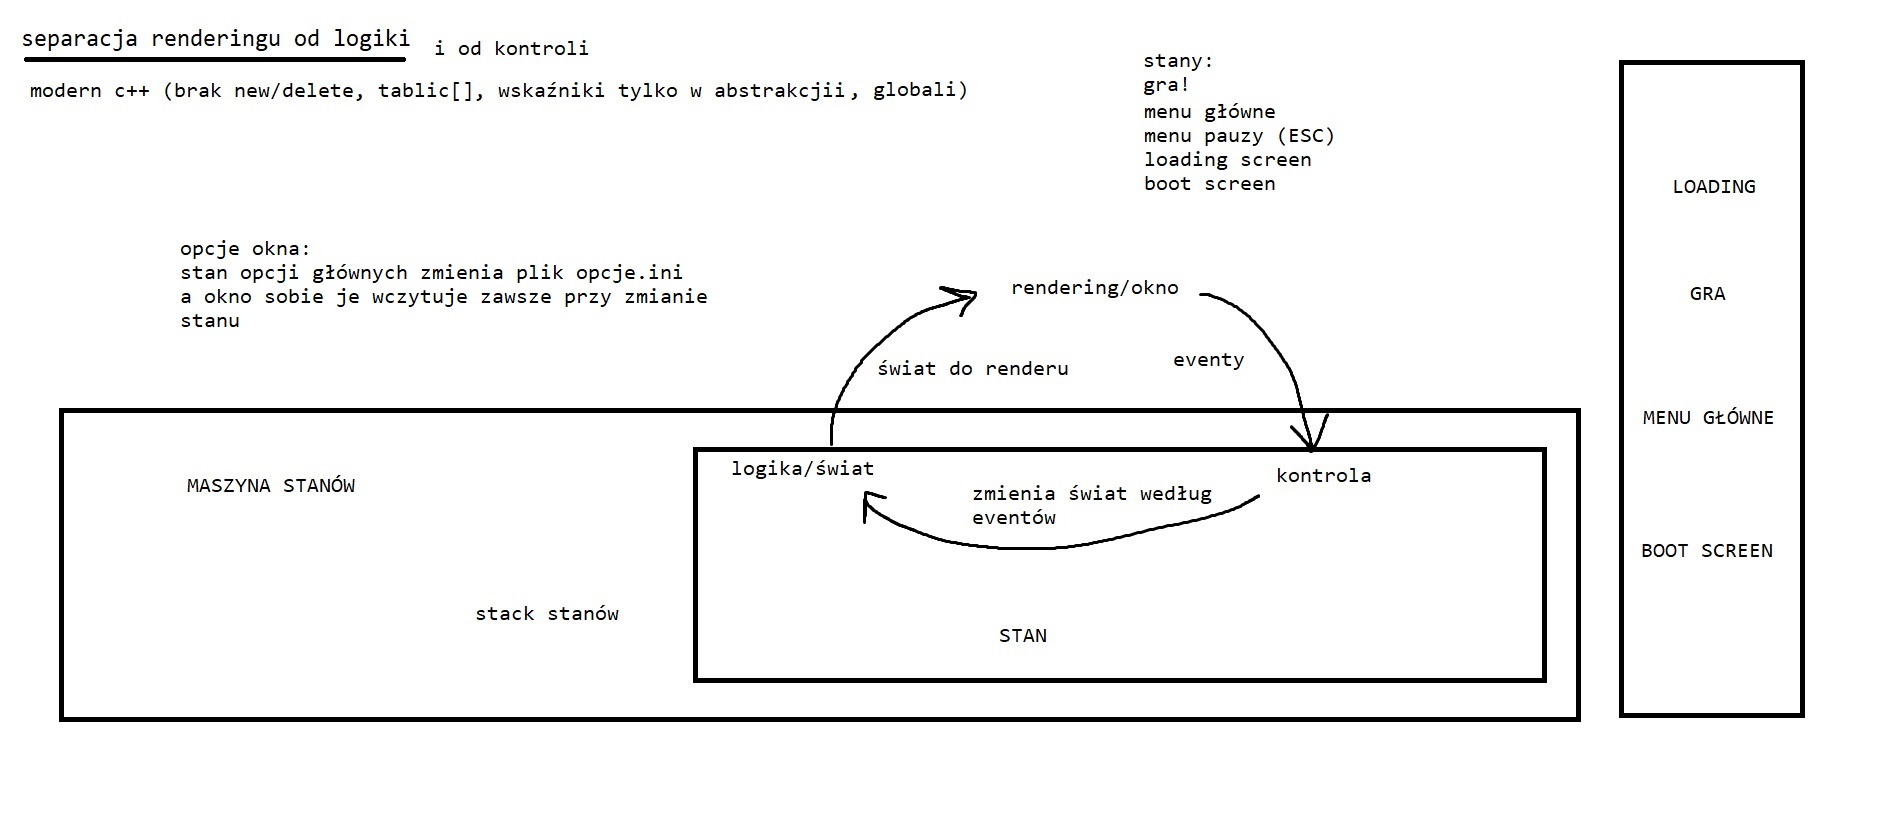 separacja renderingu od logiki i od kontroli
modern c++ (brak new/delete, tablic[], wskaźniki tylko w abstrakcjii, globali)
stany:
gra!
menu główne
menu pauzy (ESC)
loading screen
boot screen
opcje okna:
stan opcji głównych zmienia plik opcje.ini
a okno sobie je wczytuje zawsze przy zmianie
stanu
rendering/okno
świat do renderu
eventy
MASZYNA STANÓW
logika/świat
kontrola
zmienia świat według
eventów
stack stanów
STAN
LOADING
GRA
MENU GŁÓWNE
BOOT SCREEN